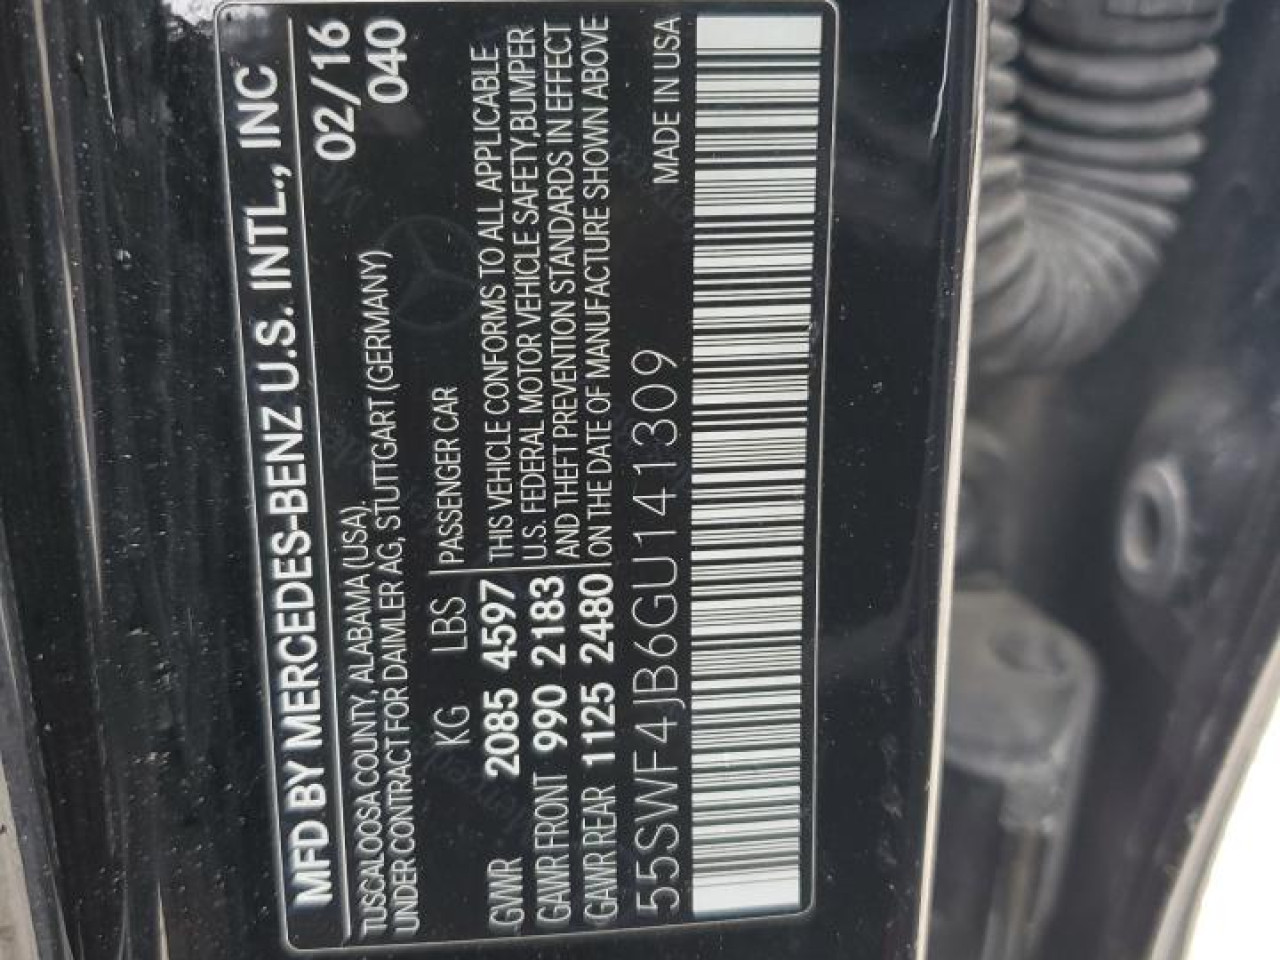 MFD BY MERCEDES-BENZ U.S. INTL., INC
TUSCALOOSA COUNTY, ALABAMA (USA). 02/16
UNDER CONTRACT FOR DAIMLER AG, STUTTGART (GERMANY) 040
KG LBS PASSENGER CAR
GVWR 2085 4597 THIS VEHICLE CONFORMS TO ALL APPLICABLE
U.S. FEDERAL MOTOR VEHICLE SAFETY,BUMPER
GAWR FRONT 990 2183 AND THEFT PREVENTION STANDARDS IN EFFECT
GAWR REAR 1125 2480 ON THE DATE OF MANUFACTURE SHOWN ABOVE
55SWF4JB6GU141309 MADE IN USA